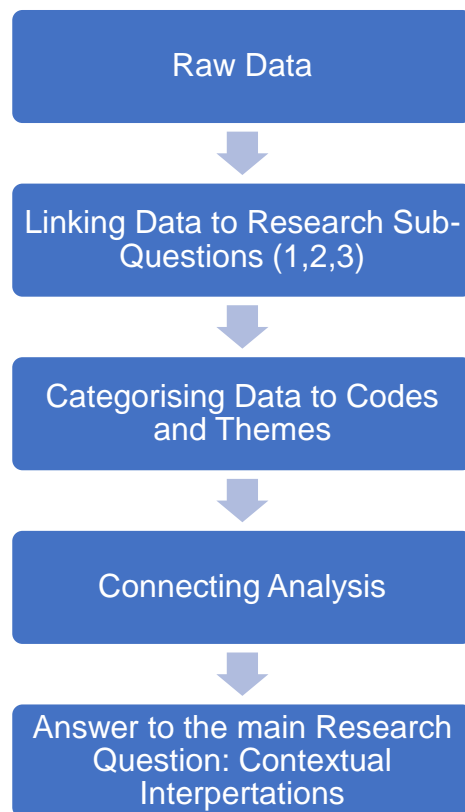 Raw Data
Linking Data to Research Sub-
Questions (1,2,3)
Categorising Data to Codes
and Themes
Connecting Analysis
Answer to the main Research
Question: Contextual
Interpertations